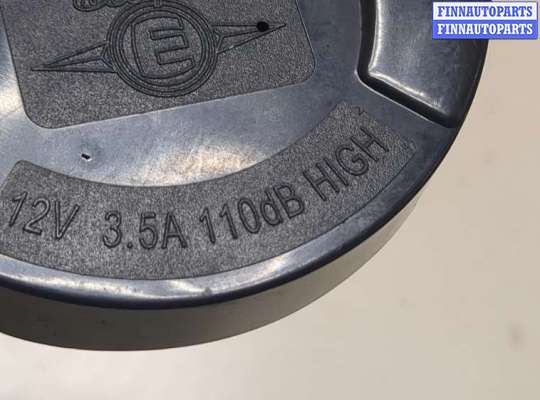 FINNAUTOPARTS
FINNAUTOPARTS
E
12V 3.5A 110dB HIGH